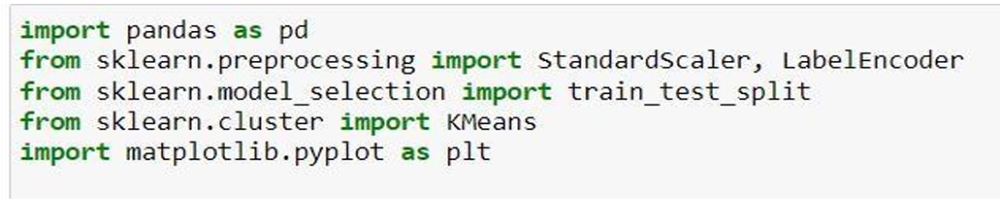 import pandas as pd
from sklearn.preprocessing import StandardScaler, LabelEncoder
from sklearn.model_selection import train_test_split
from sklearn.cluster import KMeans
import matplotlib.pyplot as plt